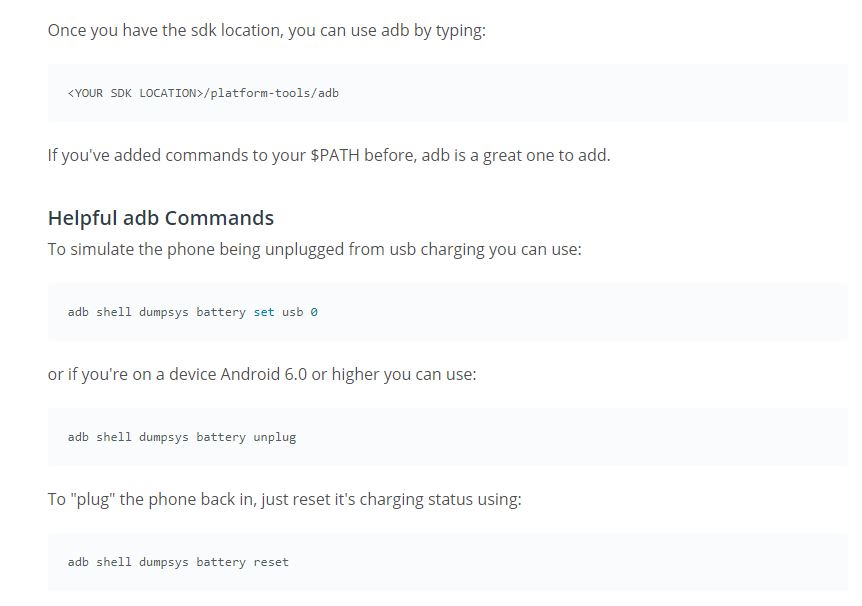 Once you have the sdk location, you can use adb by typing:
<YOUR SDK LOCATION>/platform-tools/adb
If you've added commands to your $PATH before, adb is a great one to add.
Helpful adb Commands
To simulate the phone being unplugged from usb charging you can use:
adb shell dumpsys battery set usb 0
or if you're on a device Android 6.0 or higher you can use:
adb shell dumpsys battery unplug
To "plug" the phone back in, just reset it's charging status using:
adb shell dumpsys battery reset